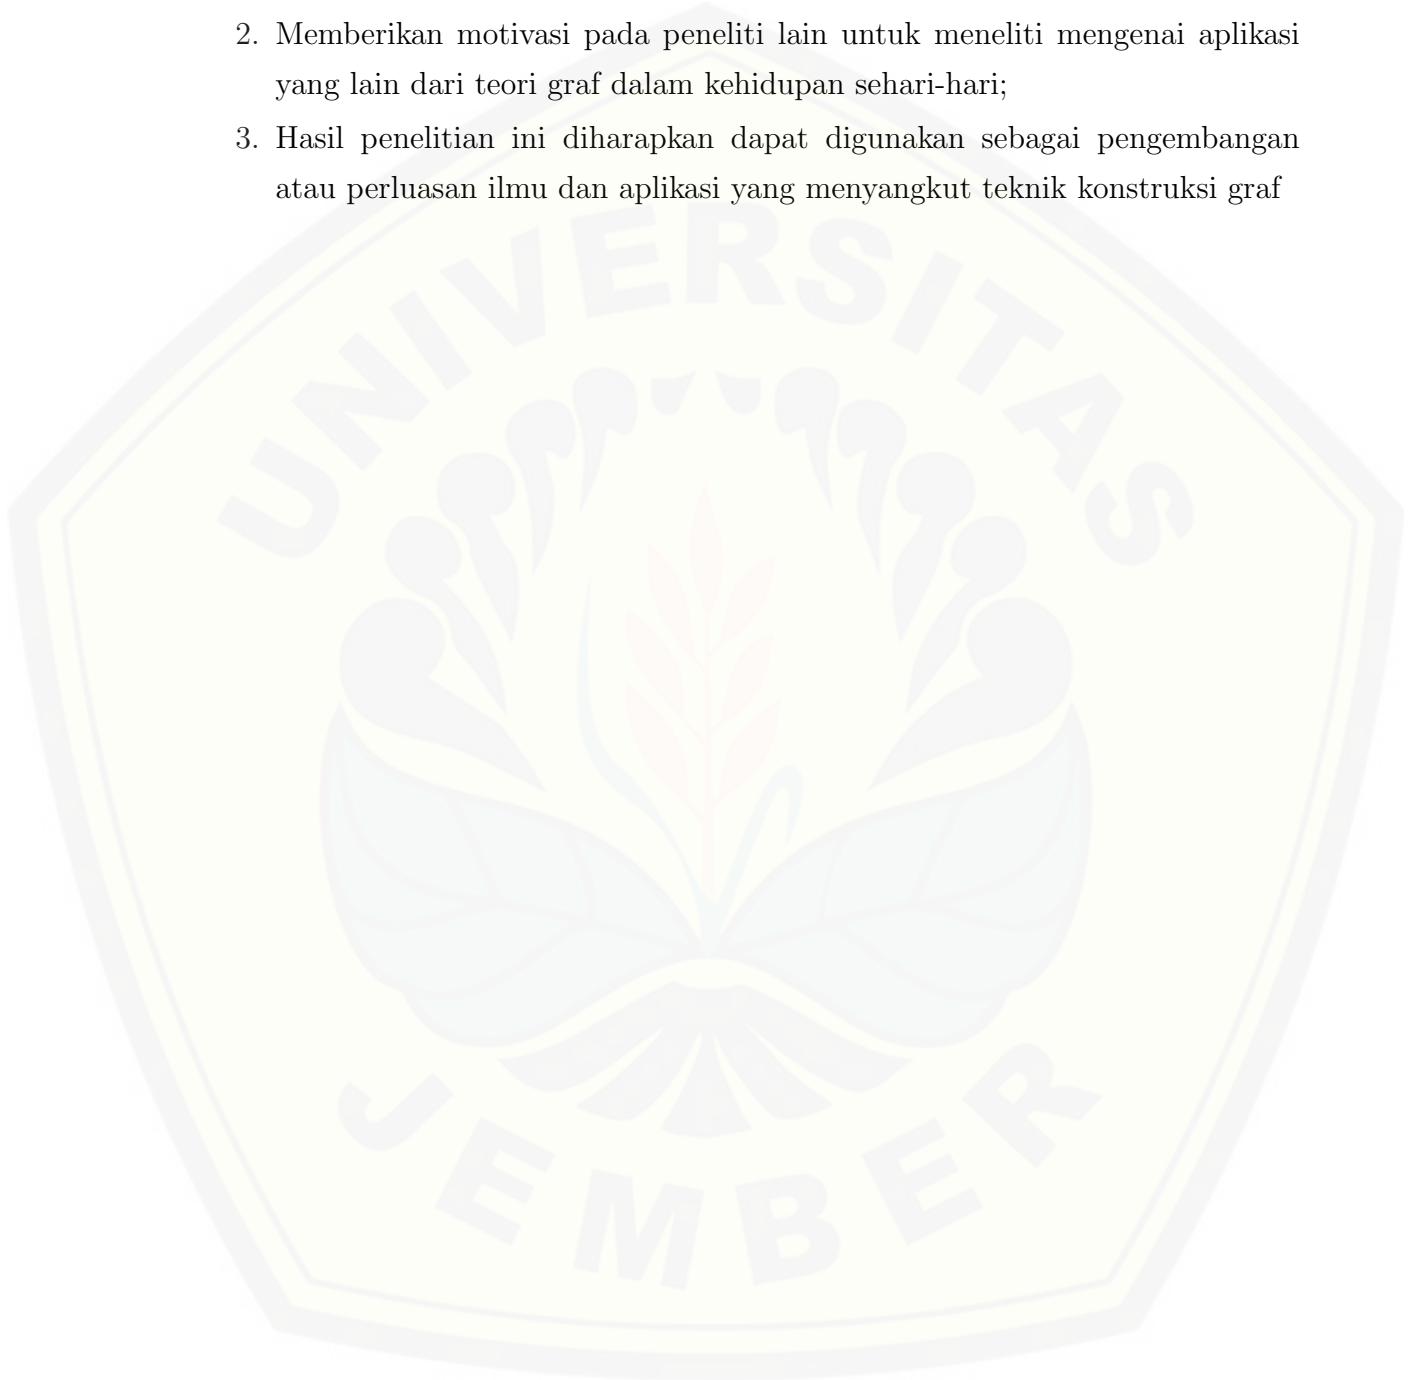 2. Memberikan motivasi pada peneliti lain untuk meneliti mengenai aplikasi
yang lain dari teori graf dalam kehidupan sehari-hari;
3. Hasil penelitian ini diharapkan dapat digunakan sebagai pengembangan
atau perluasan ilmu dan aplikasi yang menyangkut teknik konstruksi graf
UNIVERSITAS
JEMBER